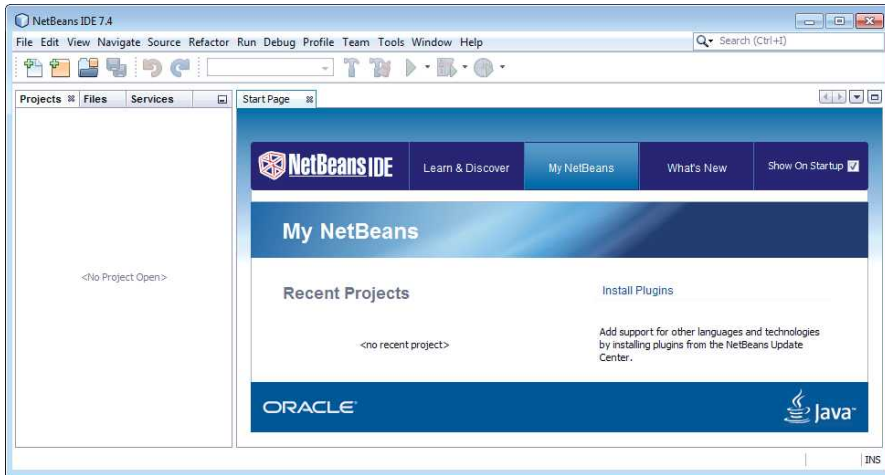 NetBeans IDE 7.4
File Edit View Navigate Source Refactor Run Debug Profile Team Tools Window Help
Search (Ctrl+I)
Projects Files Services
Start Page
NetBeans IDE
Learn & Discover
My NetBeans
What's New
Show On Startup
My NetBeans
<No Project Open>
Recent Projects
<no recent project>
Install Plugins
Add support for other languages and technologies
by installing plugins from the NetBeans Update
Center.
ORACLE
Java
INS